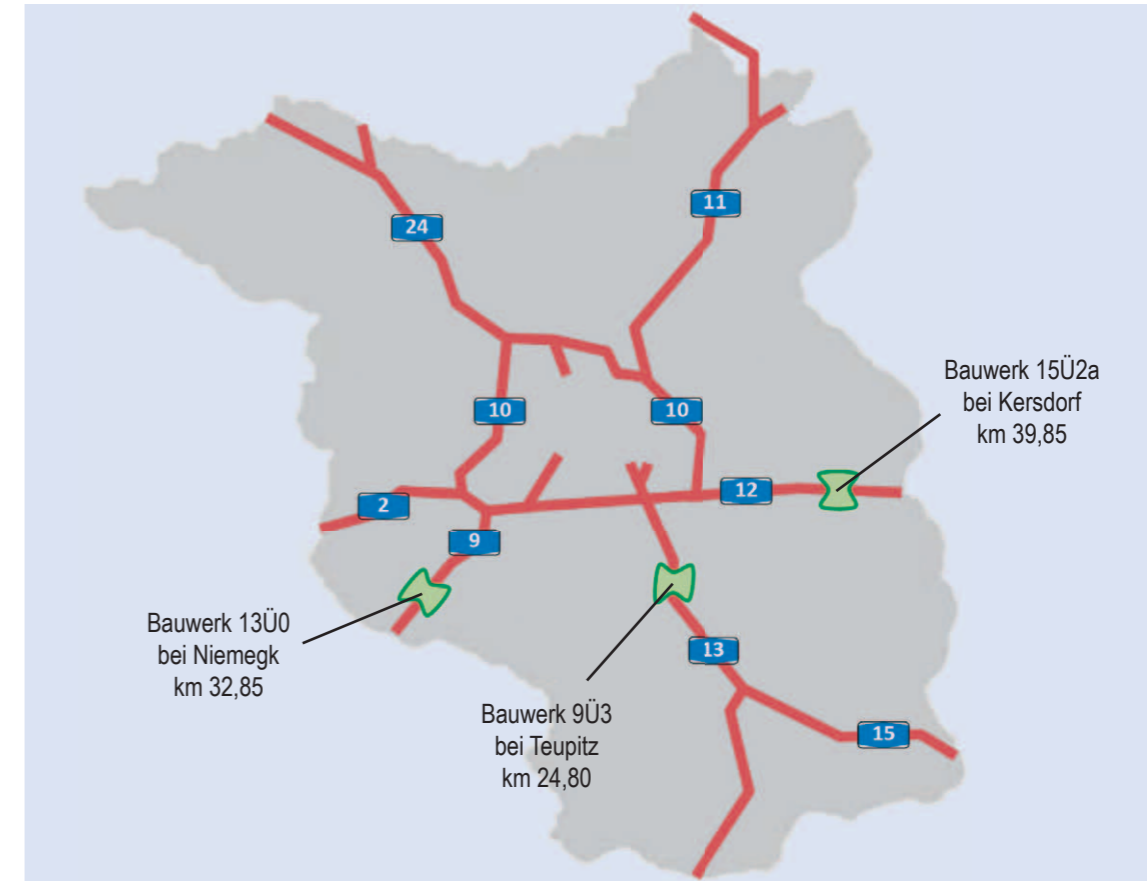 24
11
10
10
Bauwerk 15Ü2a
bei Kersdorf
km 39,85
2
12
9
Bauwerk 13Ü0
bei Niemegk
km 32,85
13
Bauwerk 9Ü3
bei Teupitz
km 24,80
15